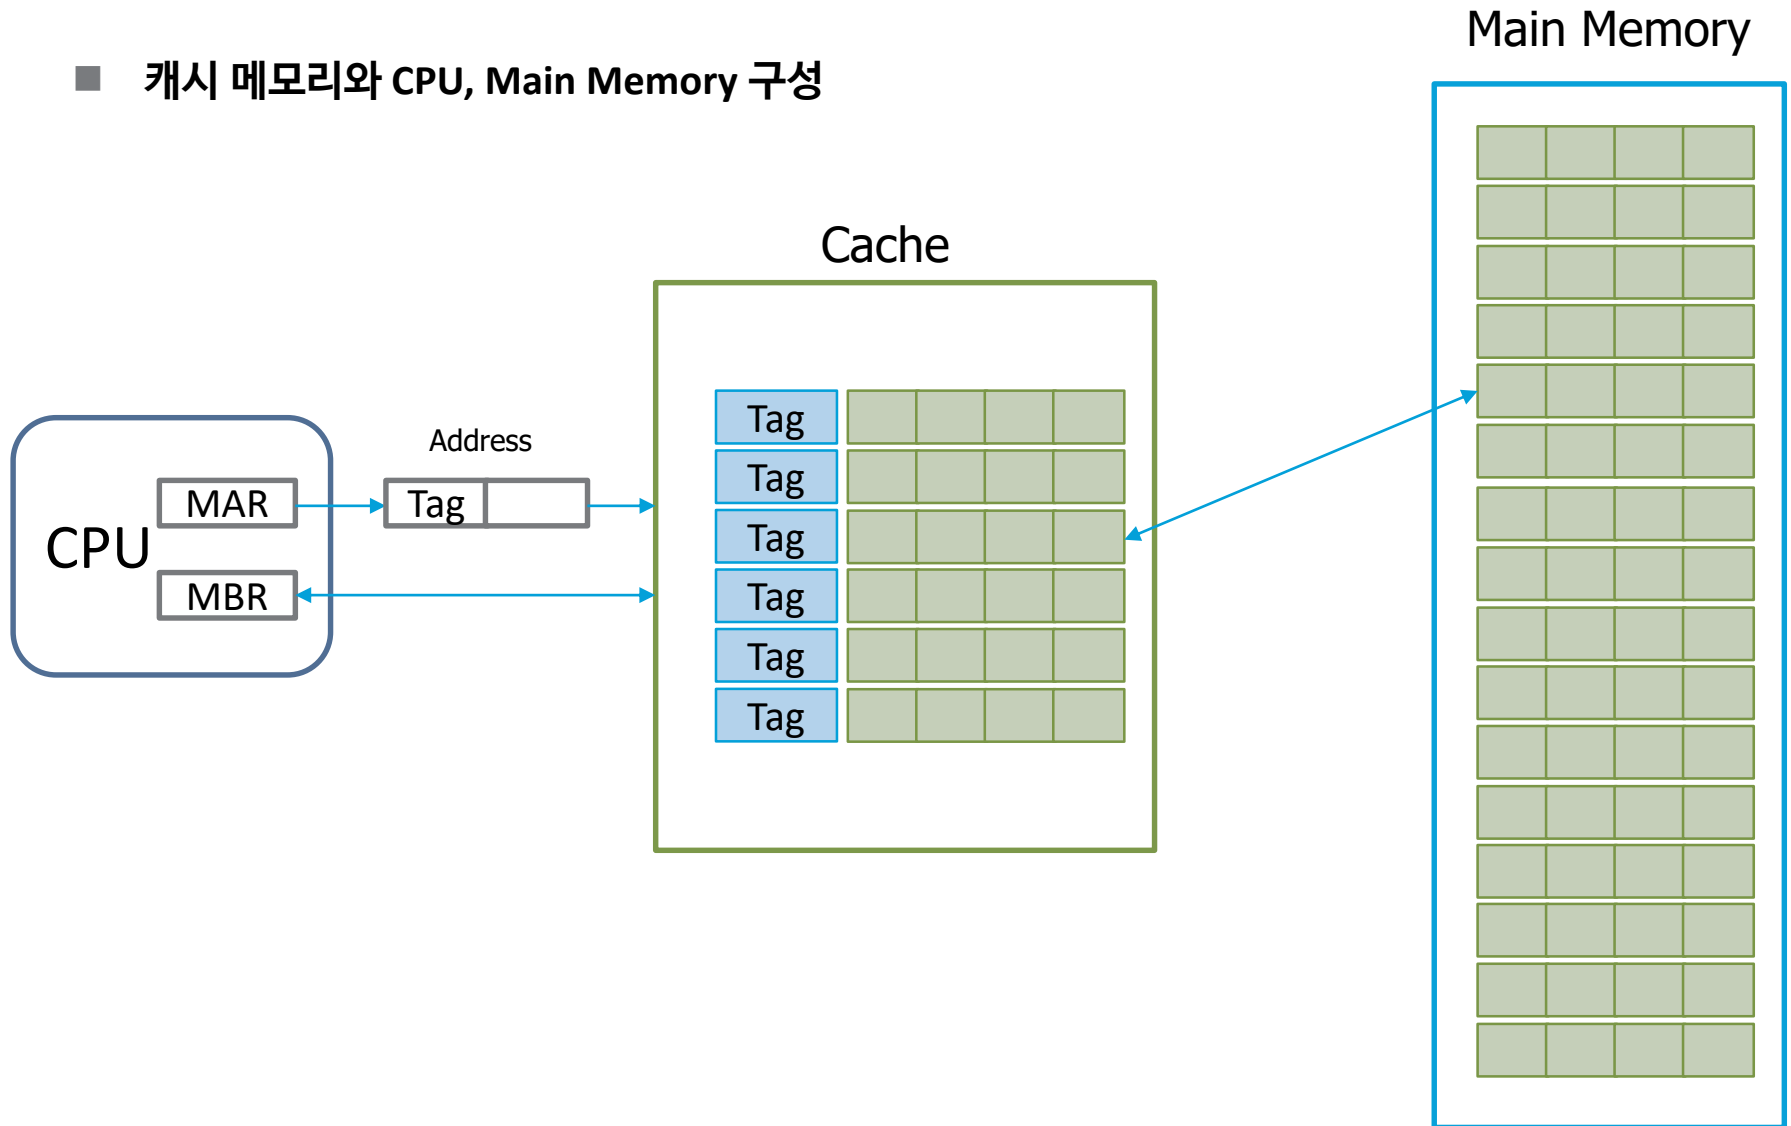 Main Memory
캐시 메모리와 CPU, Main Memory 구성
Cache
Address
CPU
MAR
MBR
Tag
Tag
Tag
Tag
Tag
Tag
Tag